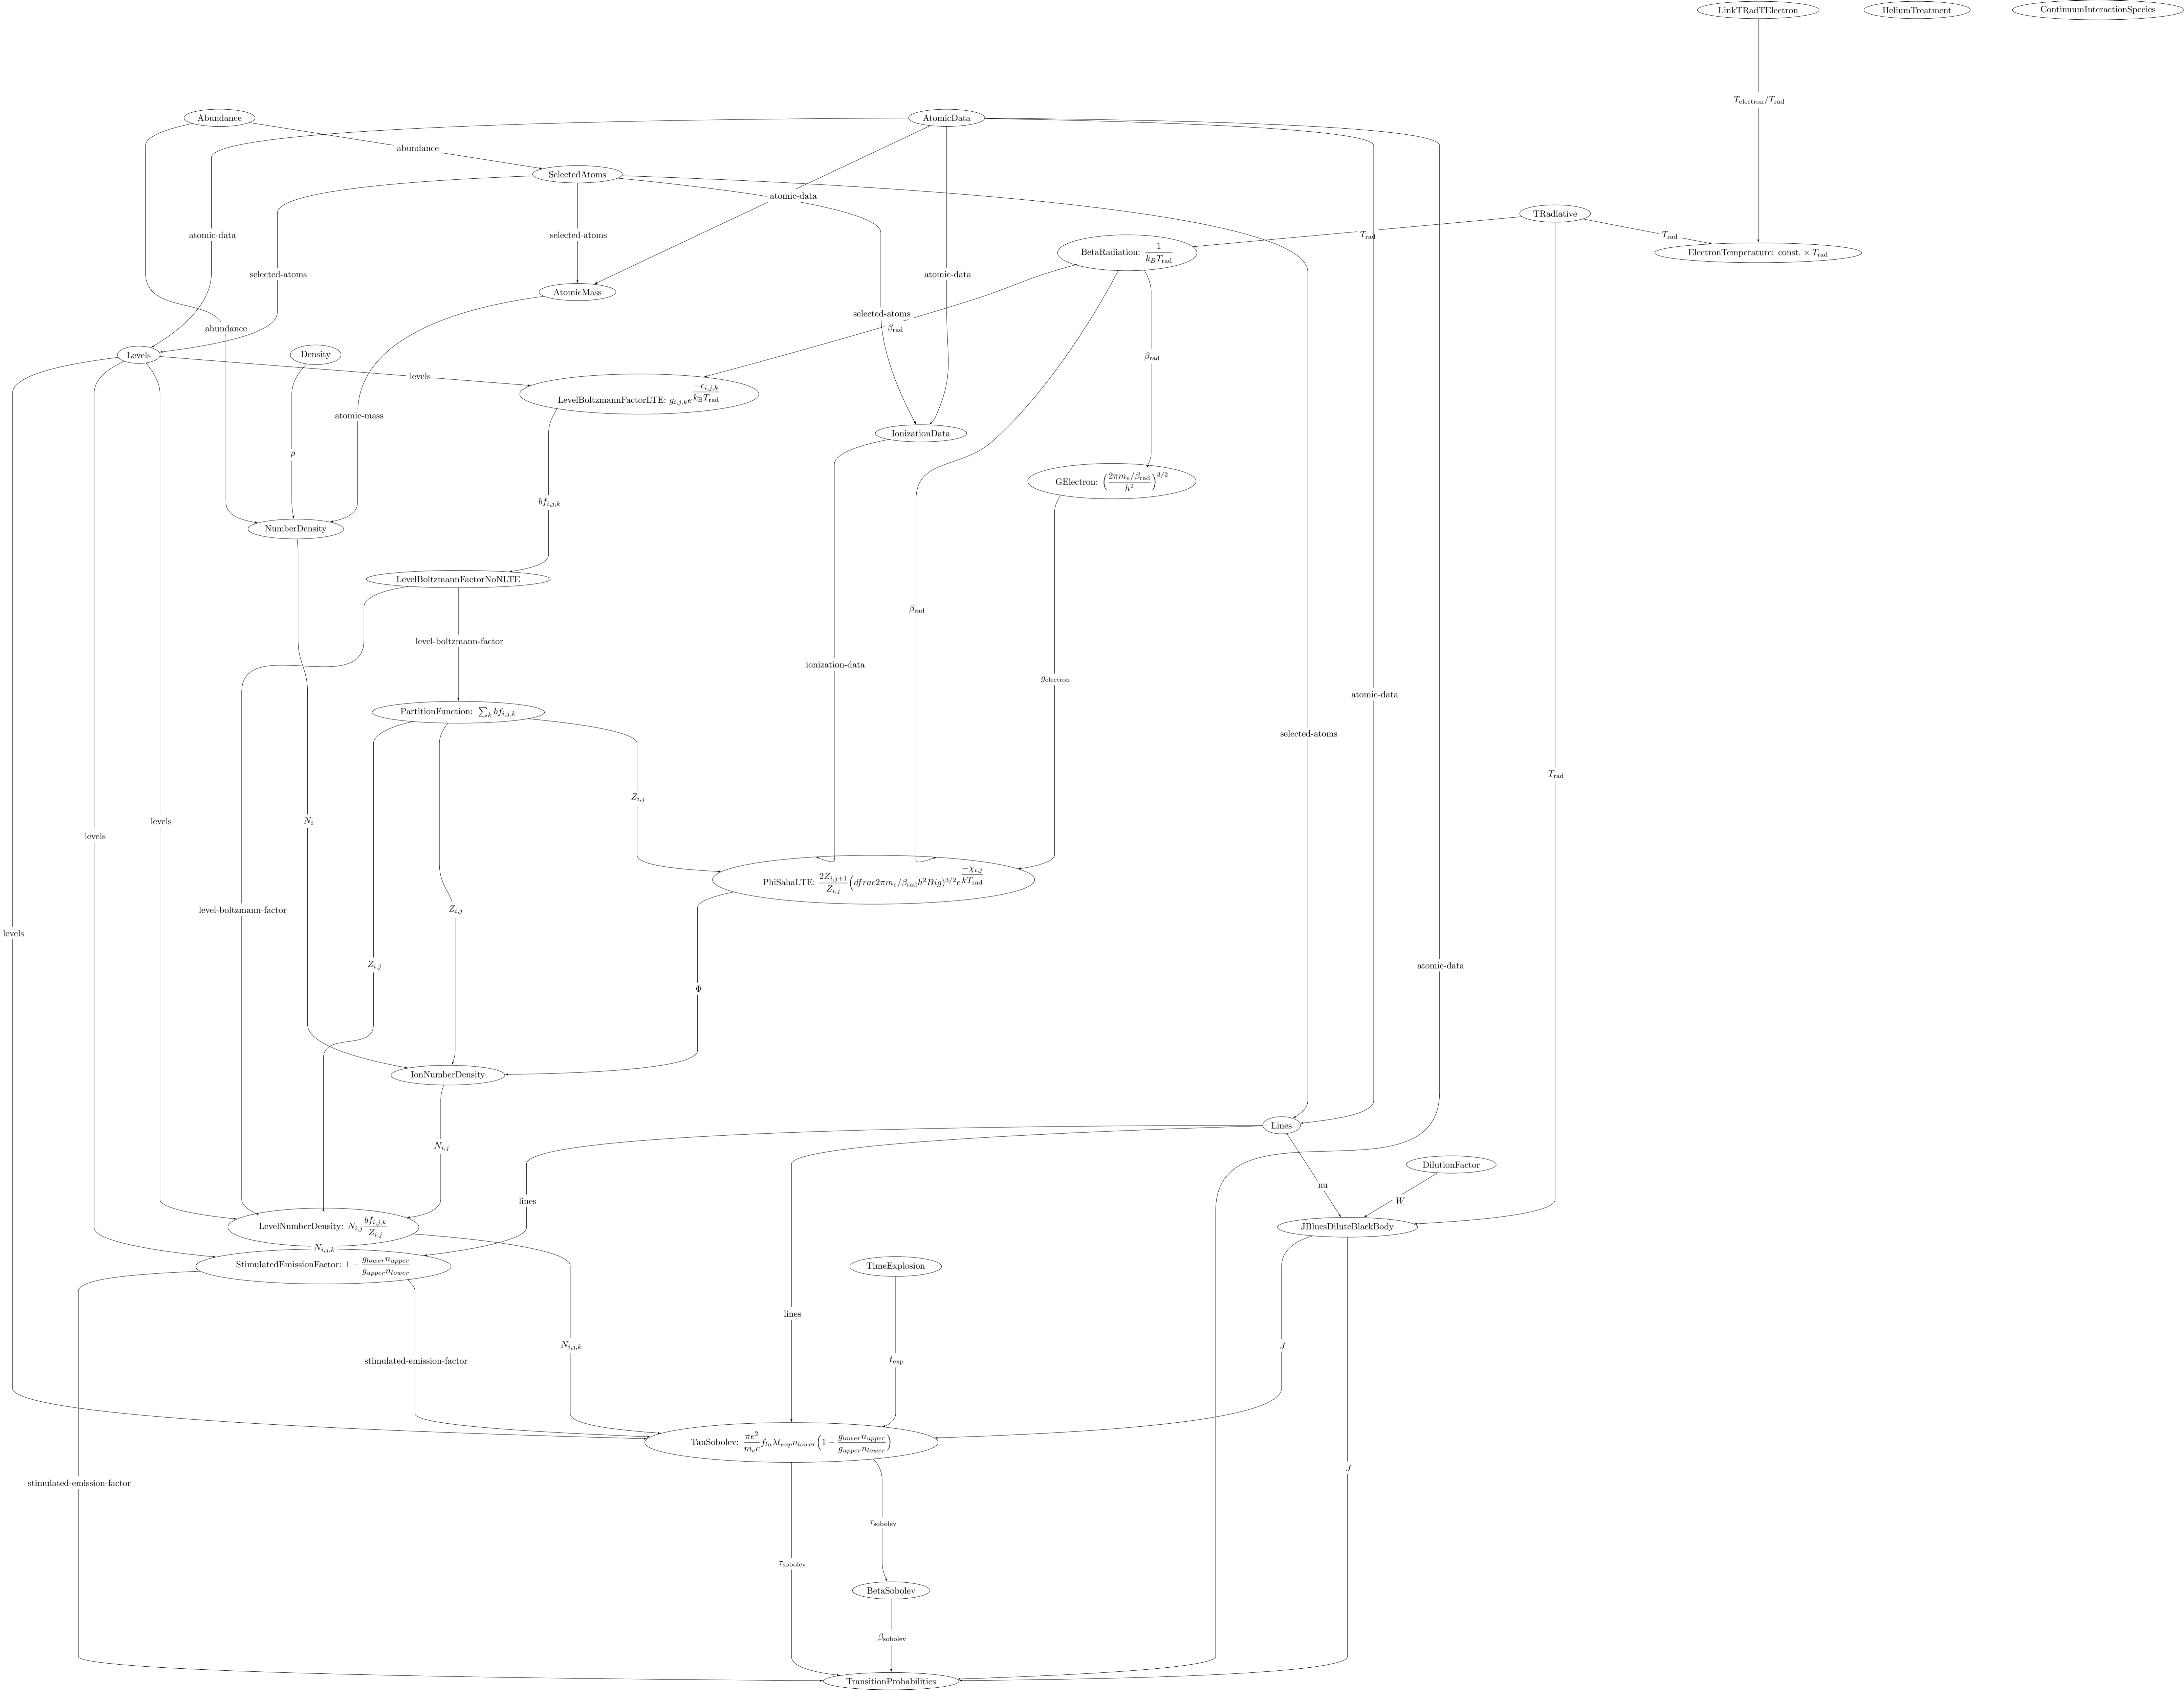 LinkTRadTElectron
HeliumTreatment
ContinuumInteractionSpecies
T_electron/T_rad
Abundance
AtomicData
abundance
SelectedAtoms
atomic-data
TRadiative
atomic-data
selected-atoms
T_rad
T_rad
BetaRadiation: 1/(k_B T_rad)
ElectronTemperature: const. × T_rad
selected-atoms
atomic-data
AtomicMass
selected-atoms
abundance
β_rad
Levels
Density
β_rad
levels
LevelBoltzmannFactorLTE: g_{i,j,k} e^{-ϵ_{i,j,k}/(k_B T_rad)}
atomic-mass
IonizationData
ρ
GElectron: (2πm_e/β_rad / h^2)^{3/2}
bf_{i,j,k}
NumberDensity
LevelBoltzmannFactorNoNLTE
β_rad
level-boltzmann-factor
ionization-data
g_electron
atomic-data
PartitionFunction: ∑_k bf_{i,j,k}
selected-atoms
T_rad
Z_{i,j}
levels
N_i
levels
PhiSahaLTE: 2Z_{i,j+1}/Z_{i,j} (dfrac2πm_e/β_rad h^2 Big)^{3/2} e^{-χ_{i,j}/(kT_rad)}
level-boltzmann-factor
Z_{i,j}
levels
Z_{i,j}
atomic-data
Φ
IonNumberDensity
Lines
N_{i,j}
DilutionFactor
nu
lines
W
LevelNumberDensity: N_{i,j} bf_{i,j,k}/Z_{i,j}
JBluesDiluteBlackBody
N_{i,j,k}
StimulatedEmissionFactor: 1 − g_lower n_upper/(g_upper n_lower)
TimeExplosion
lines
N_{i,j,k}
J
stimulated-emission-factor
t_exp
TauSobolev: πe^2/(m_e c) f_lu λ t_exp n_lower (1 − g_lower n_upper/(g_upper n_lower))
J
stimulated-emission-factor
τ_sobolev
τ_sobolev
BetaSobolev
β_sobolev
TransitionProbabilities